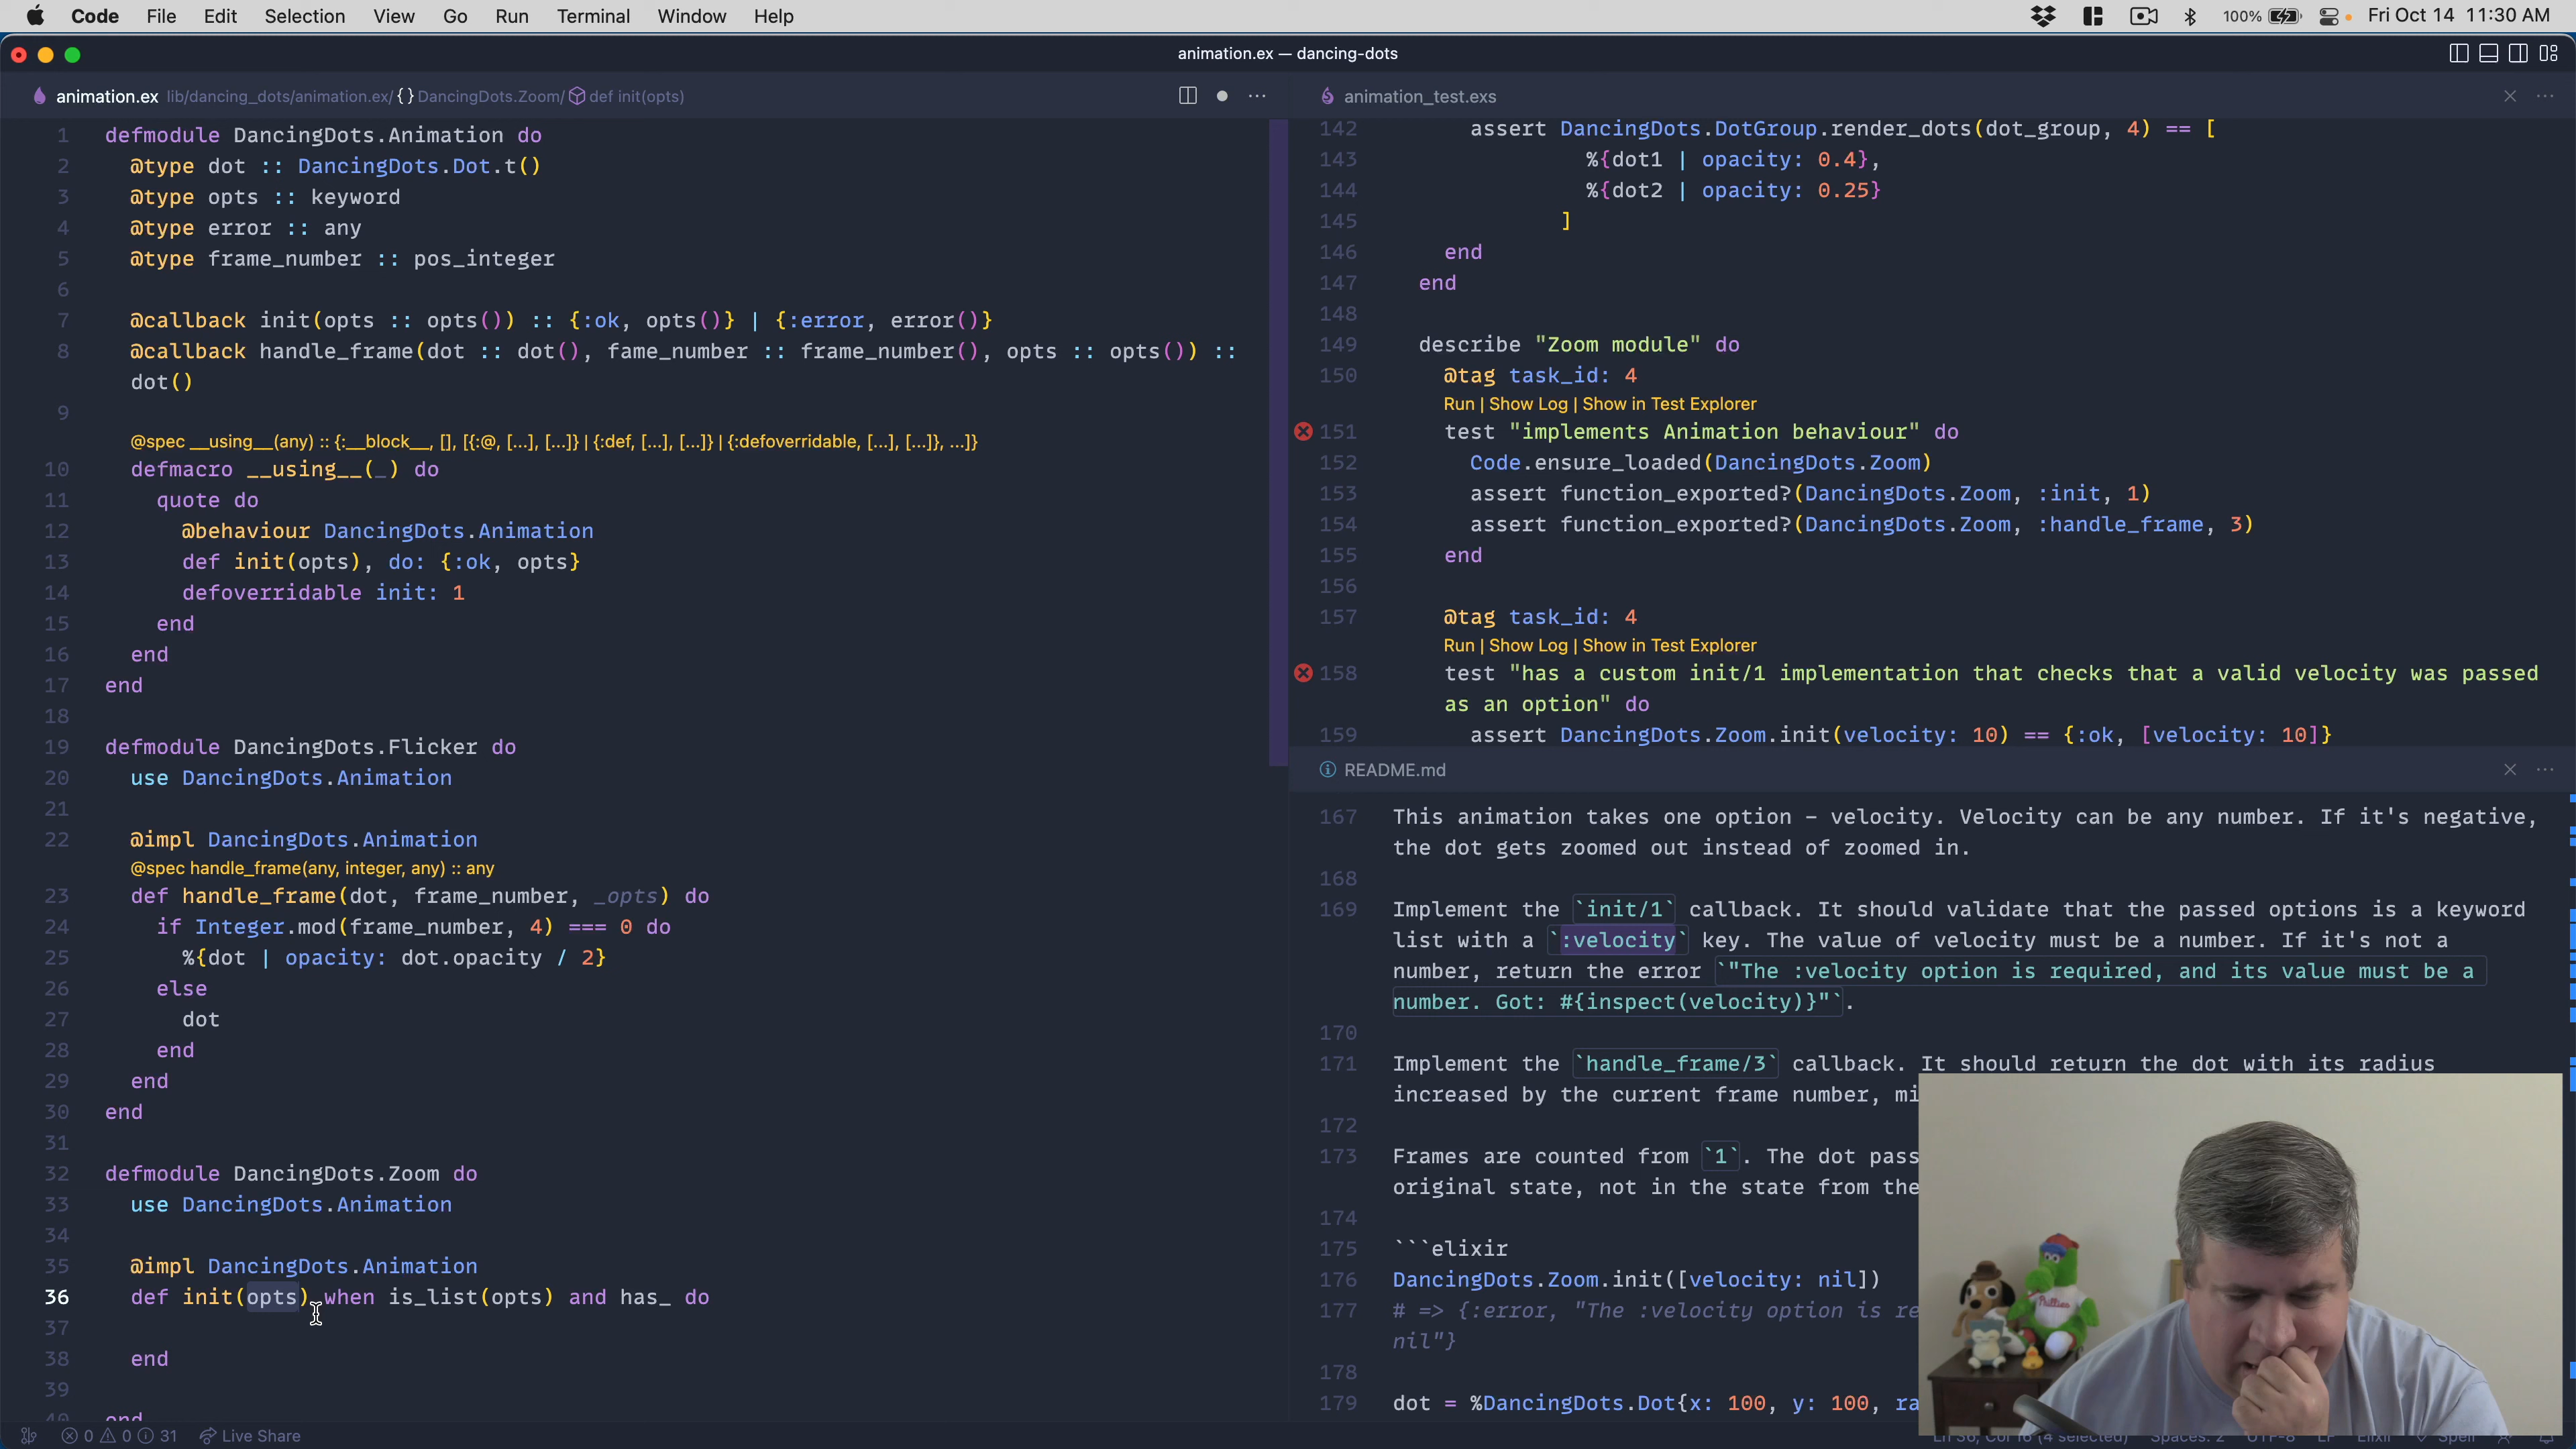 Code File Edit Selection View Go Run Terminal Window Help 100% Fri Oct 14 11:30 AM
animation.ex — dancing-dots
animation.ex lib/dancing_dots/animation.ex/ {} DancingDots.Zoom/ def init(opts)
1 defmodule DancingDots.Animation do
2 @type dot :: DancingDots.Dot.t()
3 @type opts :: keyword
4 @type error :: any
5 @type frame_number :: pos_integer
6
7 @callback init(opts :: opts()) :: {:ok, opts()} | {:error, error()}
8 @callback handle_frame(dot :: dot(), fame_number :: frame_number(), opts :: opts()) ::
dot()
9
@spec __using__(any) :: {:__block__, [], [{:@, [...], [...]} | {:def, [...], [...]} | {:defoverridable, [...], [...]}, ...]}
10 defmacro __using__(_) do
11 quote do
12 @behaviour DancingDots.Animation
13 def init(opts), do: {:ok, opts}
14 defoverridable init: 1
15 end
16 end
17 end
18
19 defmodule DancingDots.Flicker do
20 use DancingDots.Animation
21
22 @impl DancingDots.Animation
@spec handle_frame(any, integer, any) :: any
23 def handle_frame(dot, frame_number, _opts) do
24 if Integer.mod(frame_number, 4) === 0 do
25 %{dot | opacity: dot.opacity / 2}
26 else
27 dot
28 end
29 end
30 end
31
32 defmodule DancingDots.Zoom do
33 use DancingDots.Animation
34
35 @impl DancingDots.Animation
36 def init(opts) when is_list(opts) and has_ do
37
38 end
39
40 end
animation_test.exs
142 assert DancingDots.DotGroup.render_dots(dot_group, 4) == [
143 %{dot1 | opacity: 0.4},
144 %{dot2 | opacity: 0.25}
145 ]
146 end
147 end
148
149 describe "Zoom module" do
150 @tag task_id: 4
Run | Show Log | Show in Test Explorer
151 test "implements Animation behaviour" do
152 Code.ensure_loaded(DancingDots.Zoom)
153 assert function_exported?(DancingDots.Zoom, :init, 1)
154 assert function_exported?(DancingDots.Zoom, :handle_frame, 3)
155 end
156
157 @tag task_id: 4
Run | Show Log | Show in Test Explorer
158 test "has a custom init/1 implementation that checks that a valid velocity was passed
as an option" do
159 assert DancingDots.Zoom.init(velocity: 10) == {:ok, [velocity: 10]}
README.md
167 This animation takes one option – velocity. Velocity can be any number. If it's negative,
the dot gets zoomed out instead of zoomed in.
168
169 Implement the `init/1` callback. It should validate that the passed options is a keyword
list with a `:velocity` key. The value of velocity must be a number. If it's not a
number, return the error `"The :velocity option is required, and its value must be a
number. Got: #{inspect(velocity)}"`.
170
171 Implement the `handle_frame/3` callback. It should return the dot with its radius
increased by the current frame number, mi
172
173 Frames are counted from `1`. The dot pass
original state, not in the state from the
174
175 ```elixir
176 DancingDots.Zoom.init([velocity: nil])
177 # => {:error, "The :velocity option is re
nil"}
178
179 dot = %DancingDots.Dot{x: 100, y: 100, ra
Phillies
0 0 31 Live Share